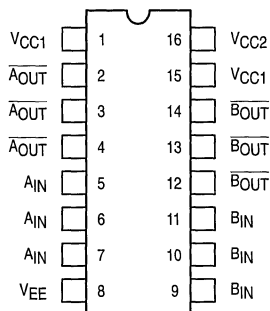 VCC1 1 16 VCC2
AOUT 2 15 VCC1
AOUT 3 14 BOUT
AOUT 4 13 BOUT
AIN 5 12 BOUT
AIN 6 11 BIN
AIN 7 10 BIN
VEE 8 9 BIN